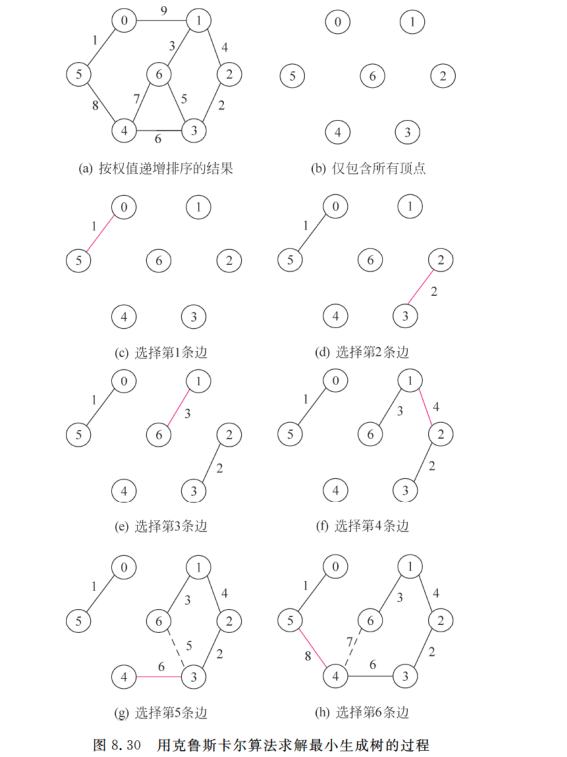 0 9 1
1 3 4
5 6 2
8 7 5 2
4 6 3
(a) 按权值递增排序的结果
0 1
5 6 2
4 3
(b) 仅包含所有顶点
0 1
1
5 6 2
4 3
(c) 选择第1条边
0 1
1
5 6 2
2
4 3
(d) 选择第2条边
0 1
1 3
5 6 2
2
4 3
(e) 选择第3条边
0 1
1 3 4
5 6 2
2
4 3
(f) 选择第4条边
0 1
1 3 4
5 6 2
5 2
4 6 3
(g) 选择第5条边
0 1
1 3 4
5 6 2
8 7 2
4 6 3
(h) 选择第6条边
图 8.30 用克鲁斯卡尔算法求解最小生成树的过程